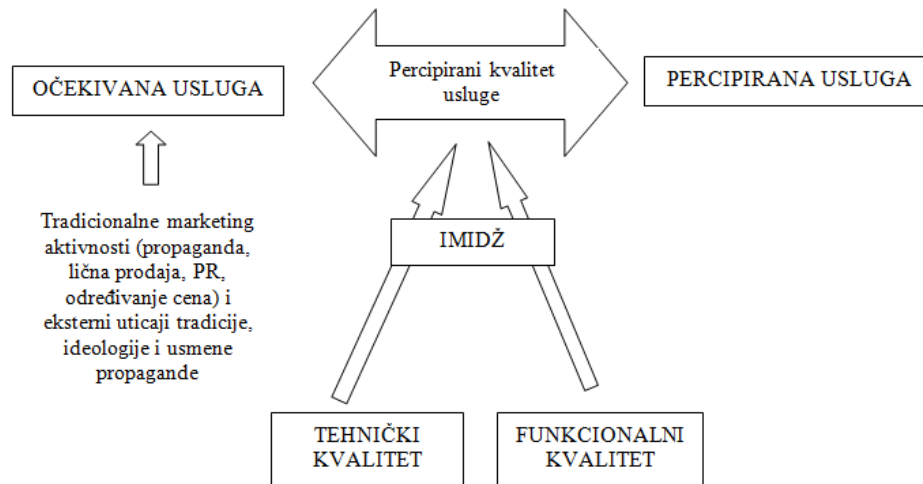 Percipirani kvalitet
usluge
OČEKIVANA USLUGA
PERCIPIRANA USLUGA
Tradicionalne marketing
aktivnosti (propaganda,
lična prodaja, PR,
određivanje cena) i
eksterni uticaji tradicije,
ideologije i usmene
propagande
IMIDŽ
TEHNIČKI
KVALITET
FUNKCIONALNI
KVALITET